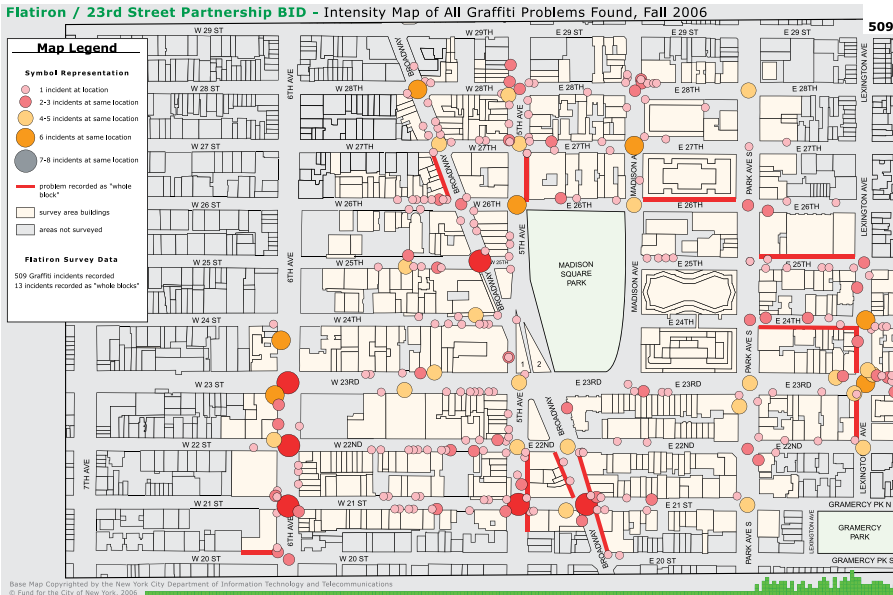 Flatiron / 23rd Street Partnership BID - Intensity Map of All Graffiti Problems Found, Fall 2006
509
Map Legend
Symbol Representation
1 incident at location
2-3 incidents at same location
4-5 incidents at same location
6 incidents at same location
7-8 incidents at same location
problem recorded as "whole
block"
survey area buildings
areas not surveyed
Flatiron Survey Data
509 Graffiti incidents recorded
13 incidents recorded as "whole blocks"
W 29 ST
W 29TH
E 29 ST
E 29 ST
BROADWAY
6TH AVE
LEXINGTON AVE
W 28 ST
W 28TH
W 28TH
E 28TH
E 28TH
E 28TH
5TH AVE
W 27 ST
W 27TH
W 27TH
E 27TH
E 27TH
E 27TH
BROADWAY
MADISON A
PARK AVE S
LEXINGTON AVE
W 26 ST
W 26TH
W 26TH
E 26TH
E 26TH
E 26TH
5TH AVE
6TH AVE
MADISON
SQUARE
PARK
W 25 ST
W 25TH
W 25TH
E 25TH
E 25TH
BROADWAY
MADISON AVE
W 24 ST
W 24TH
E 24TH
E 24TH
PARK AVE S
1
2
W 23 ST
W 23RD
E 23RD
E 23RD
E 23RD
5TH AVE
BROADWAY
W 22 ST
W 22ND
E 22ND
E 22ND
E 22ND
7TH AVE
LEXINGTO
AVE
W 21 ST
W 21 ST
E 21 ST
GRAMERCY PK N
6TH AVE
BROADWAY
PARK AVE S
LEXINGTON AVE
GRAMERCY
PARK
W 20 ST
W 20 ST
E 20 ST
GRAMERCY PK S
Base Map Copyrighted by the New York City Department of Information Technology and Telecommunications
© Fund for the City of New York, 2006